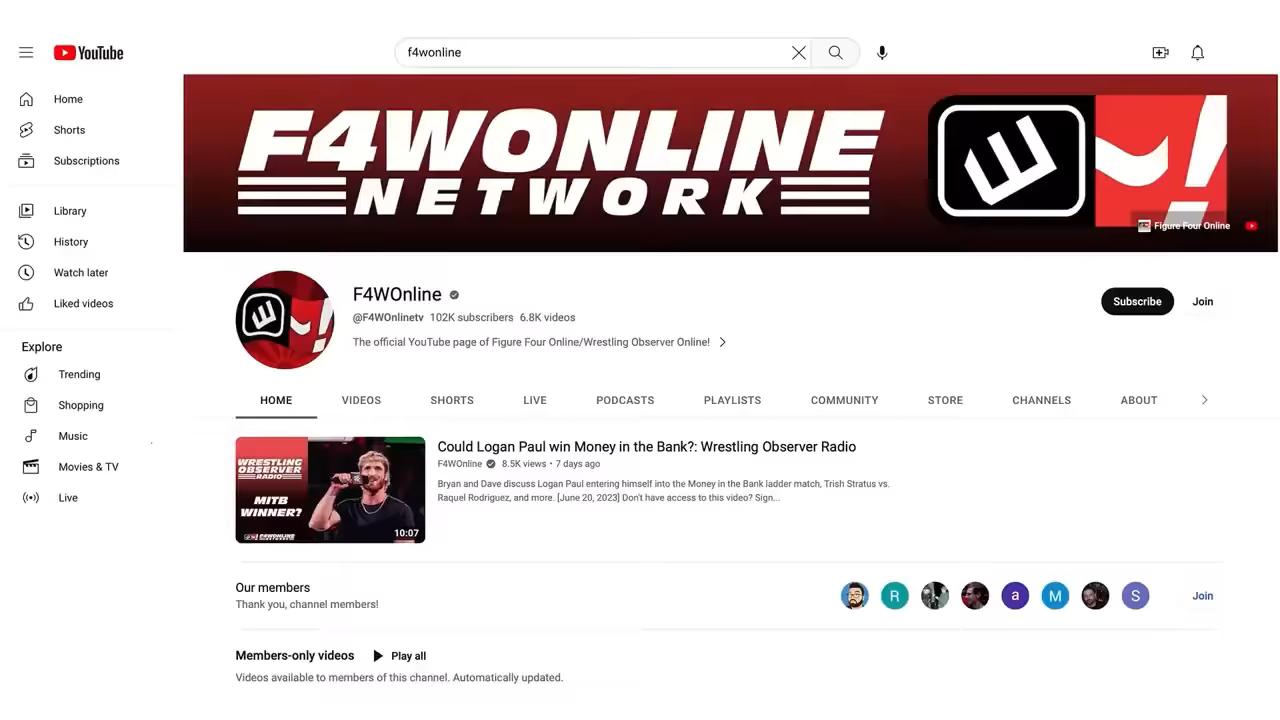 YouTube
f4wonline
Home
Shorts
Subscriptions
Library
History
Watch later
Liked videos
Explore
Trending
Shopping
Music
Movies & TV
Live
F4WONLINE
NETWORK
Figure Four Online
F4WOnline
@F4WOnlinetv 102K subscribers 6.8K videos
The official YouTube page of Figure Four Online/Wrestling Observer Online!
Subscribe
Join
HOME VIDEOS SHORTS LIVE PODCASTS PLAYLISTS COMMUNITY STORE CHANNELS ABOUT
WRESTLING
OBSERVER
RADIO
MITB
WINNER?
F4WONLINE
NETWORK
10:07
Could Logan Paul win Money in the Bank?: Wrestling Observer Radio
F4WOnline 8.5K views • 7 days ago
Bryan and Dave discuss Logan Paul entering himself into the Money in the Bank ladder match, Trish Stratus vs.
Raquel Rodriguez, and more. [June 20, 2023] Don't have access to this video? Sign...
Our members
Thank you, channel members!
R a M S
Join
Members-only videos Play all
Videos available to members of this channel. Automatically updated.